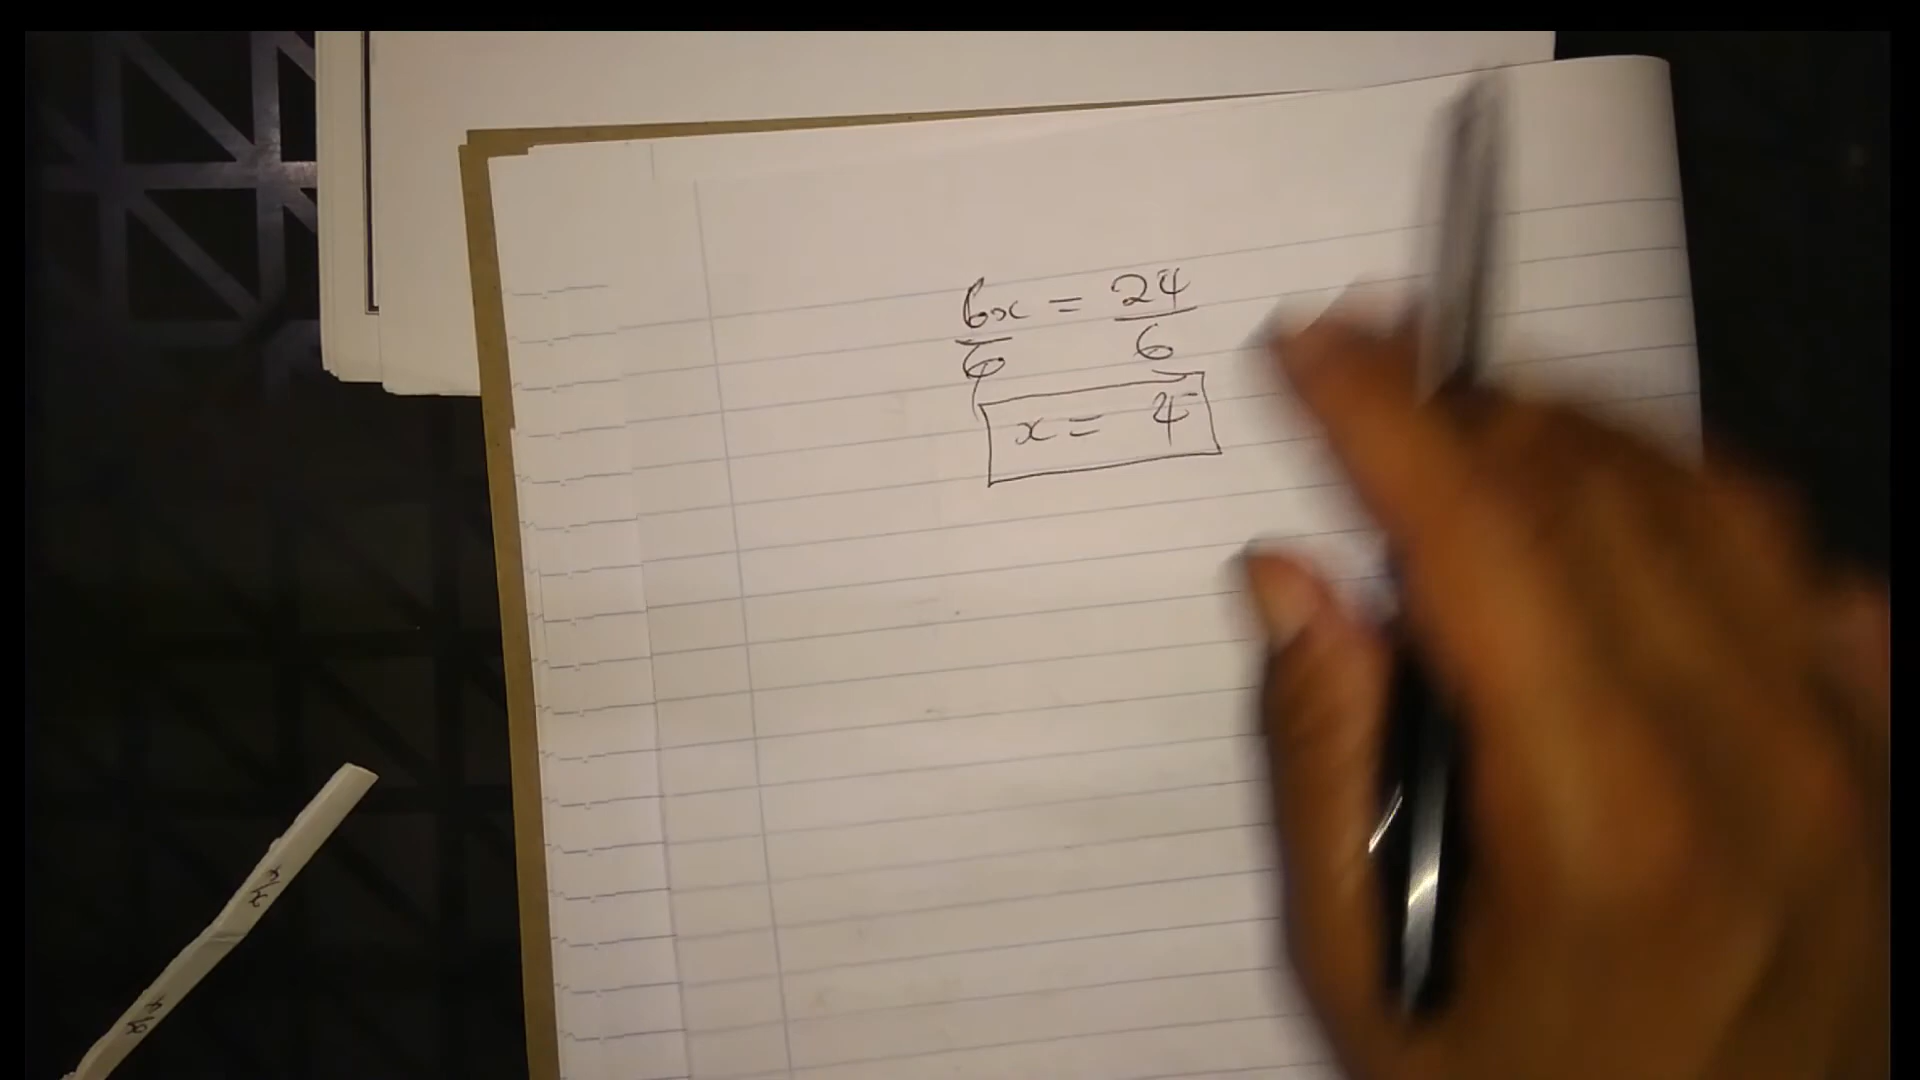 6x = 24
6 6
x = 4